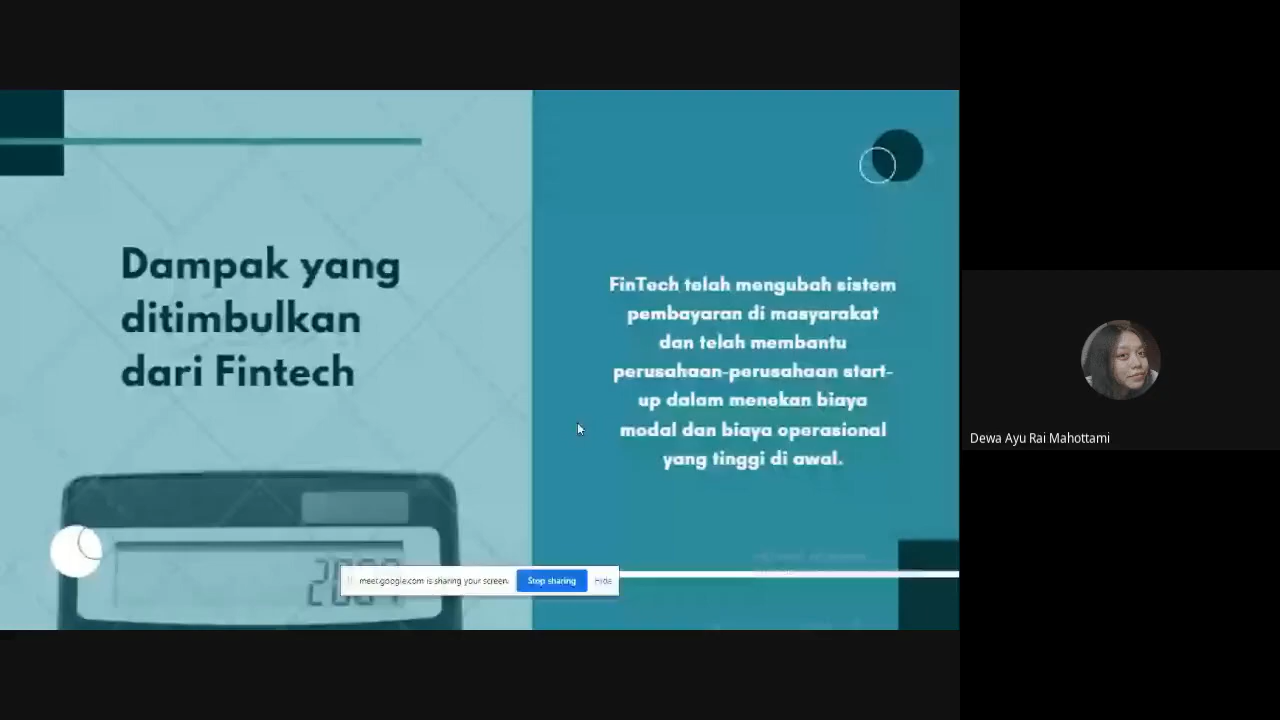 Dampak yang
ditimbulkan
dari Fintech
FinTech telah mengubah sistem
pembayaran di masyarakat
dan telah membantu
perusahaan-perusahaan start-
up dalam menekan biaya
modal dan biaya operasional
yang tinggi di awal.
meet.google.com is sharing your screen.
Stop sharing
Hide
Dewa Ayu Rai Mahottami